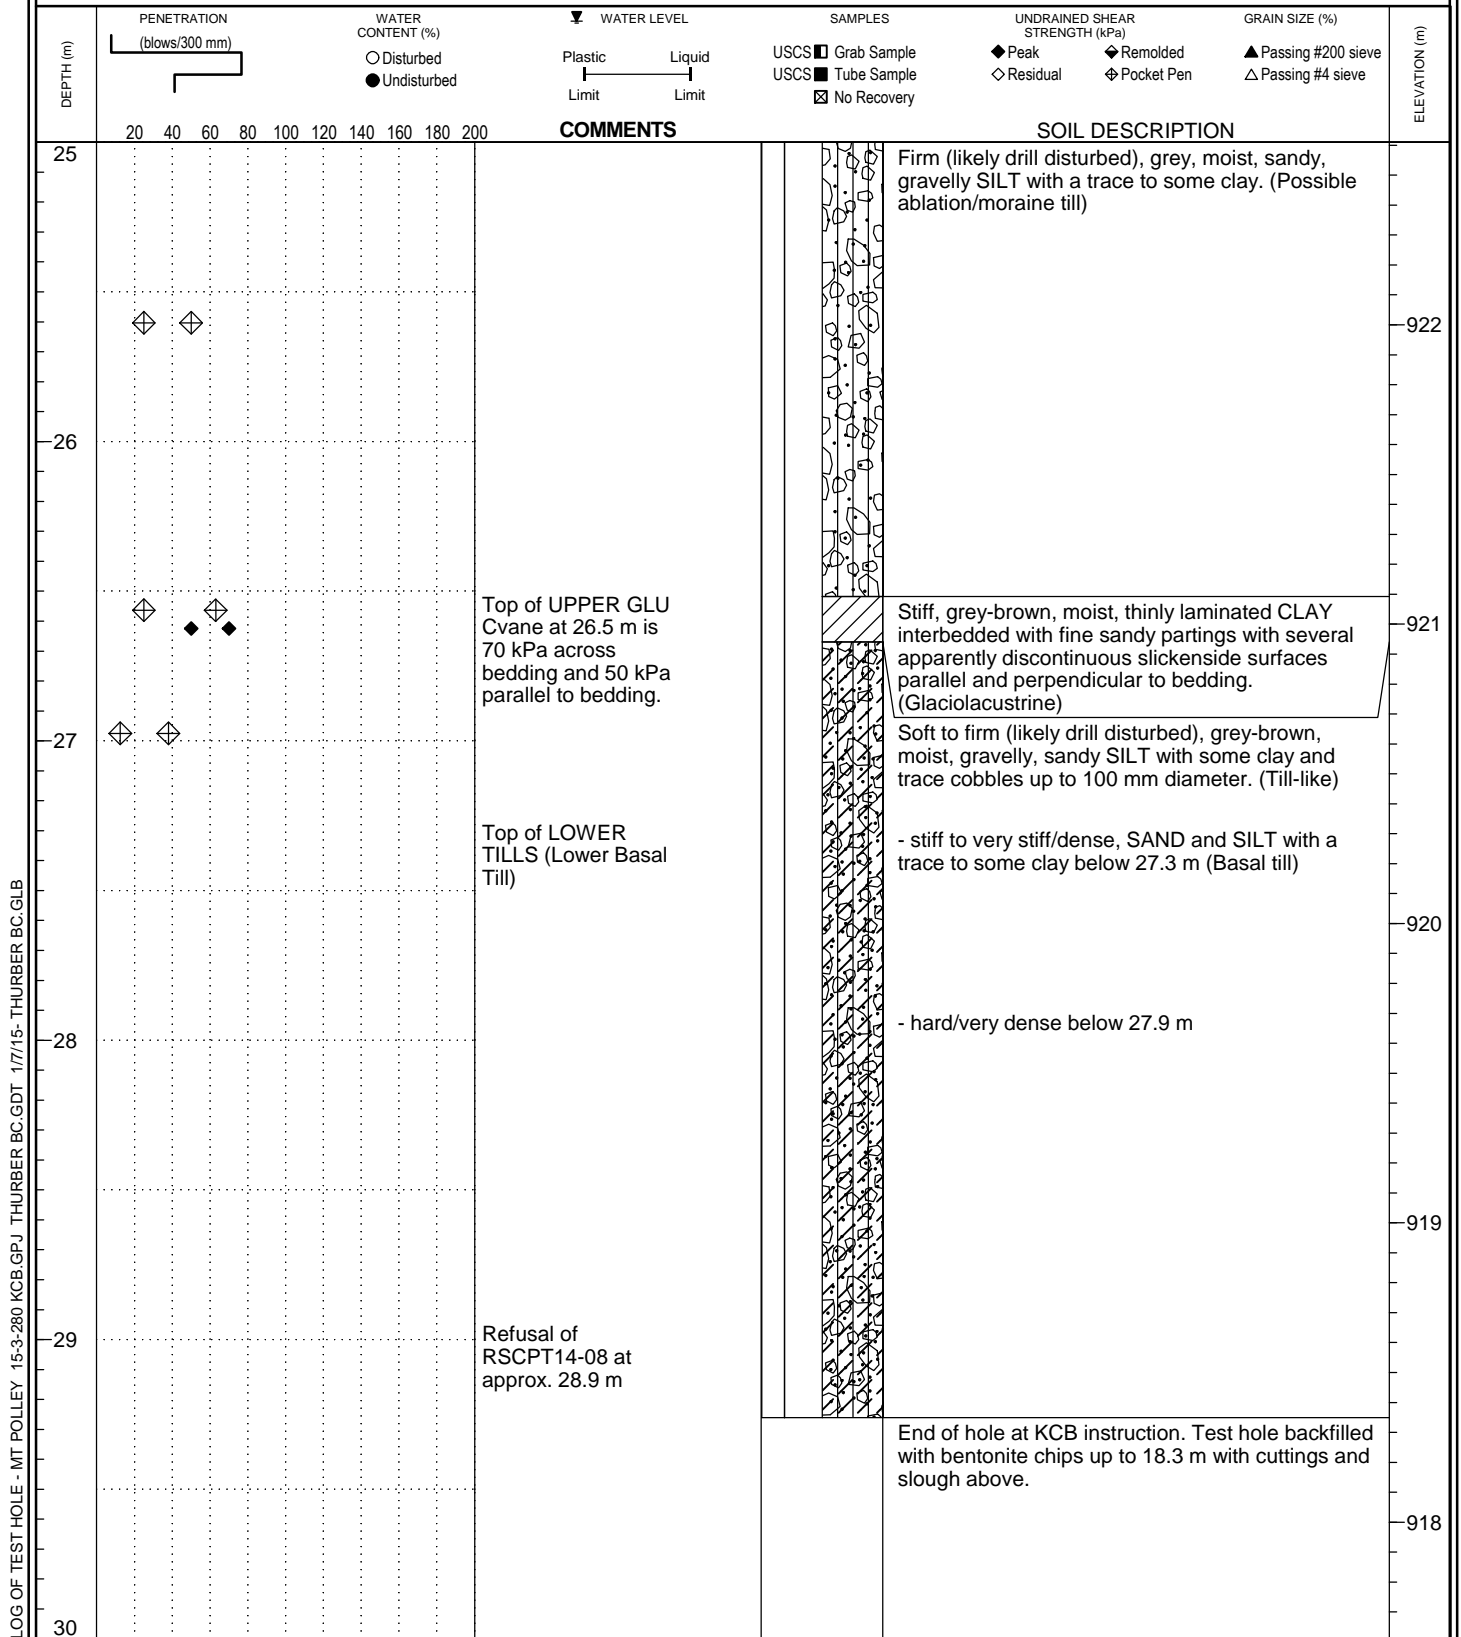 PENETRATION
(blows/300 mm)
WATER
CONTENT (%)
Disturbed
Undisturbed
WATER LEVEL
Plastic Liquid
Limit Limit
SAMPLES
USCS Grab Sample
USCS Tube Sample
No Recovery
UNDRAINED SHEAR
STRENGTH (kPa)
Peak Remolded
Residual Pocket Pen
GRAIN SIZE (%)
Passing #200 sieve
Passing #4 sieve
DEPTH (m)
ELEVATION (m)
20 40 60 80 100 120 140 160 180 200
COMMENTS
SOIL DESCRIPTION
25
Firm (likely drill disturbed), grey, moist, sandy,
gravelly SILT with a trace to some clay. (Possible
ablation/moraine till)
922
26
Top of UPPER GLU
Cvane at 26.5 m is
70 kPa across
bedding and 50 kPa
parallel to bedding.
Stiff, grey-brown, moist, thinly laminated CLAY
interbedded with fine sandy partings with several
apparently discontinuous slickenside surfaces
parallel and perpendicular to bedding.
(Glaciolacustrine)
921
27
Soft to firm (likely drill disturbed), grey-brown,
moist, gravelly, sandy SILT with some clay and
trace cobbles up to 100 mm diameter. (Till-like)
Top of LOWER
TILLS (Lower Basal
Till)
- stiff to very stiff/dense, SAND and SILT with a
trace to some clay below 27.3 m (Basal till)
920
28
- hard/very dense below 27.9 m
919
29
Refusal of
RSCPT14-08 at
approx. 28.9 m
End of hole at KCB instruction. Test hole backfilled
with bentonite chips up to 18.3 m with cuttings and
slough above.
918
30
LOG OF TEST HOLE - MT POLLEY 15-3-280 KCB.GPJ THURBER BC.GDT 1/7/15- THURBER BC.GLB